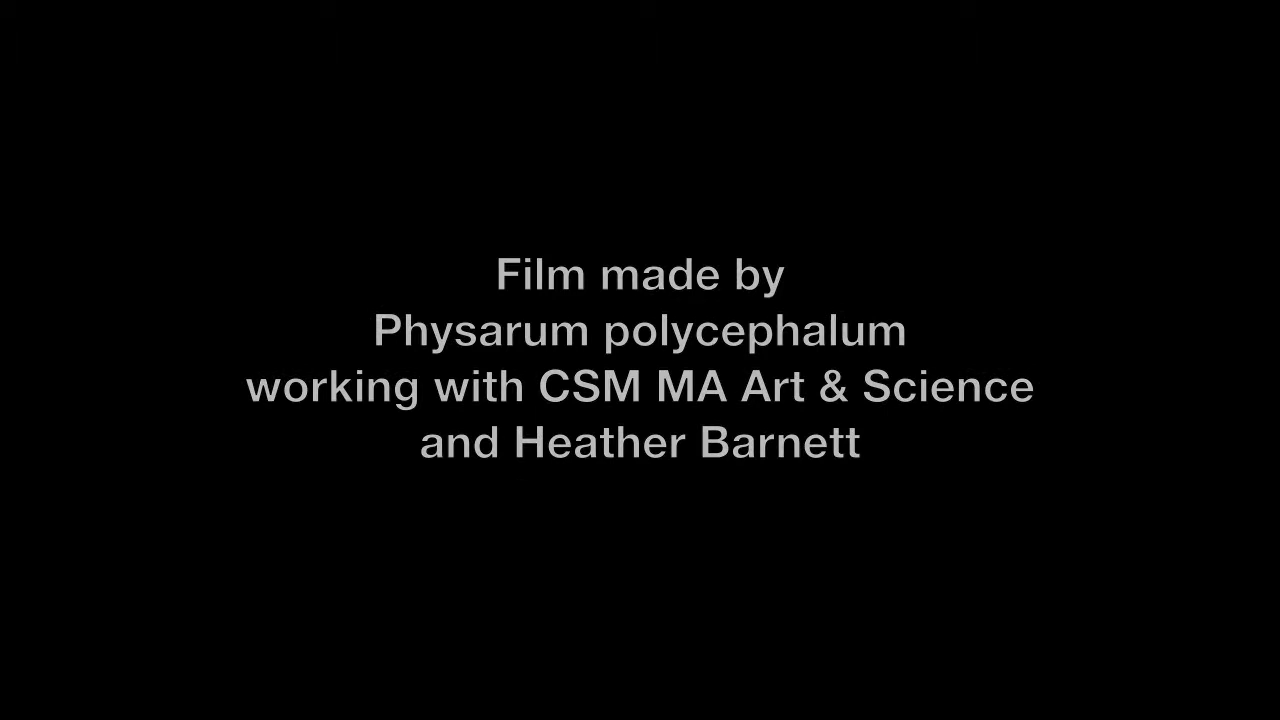 Film made by
Physarum polycephalum
working with CSM MA Art & Science
and Heather Barnett